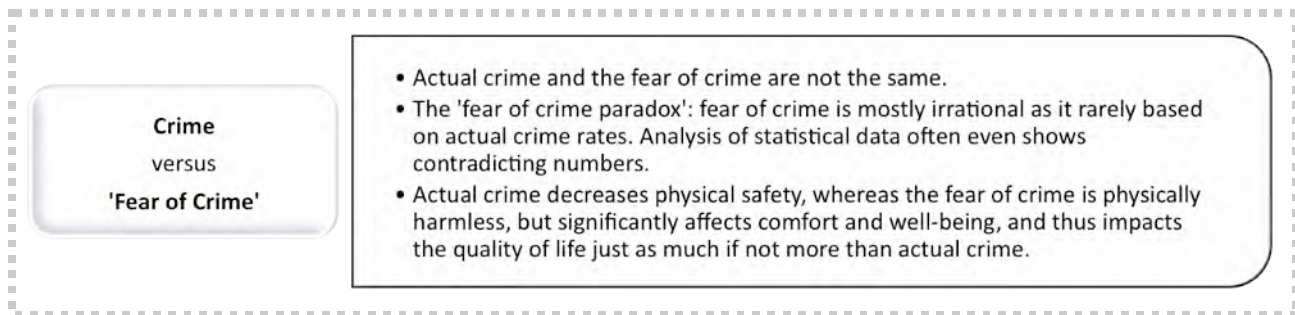 Crime
versus
'Fear of Crime'
• Actual crime and the fear of crime are not the same.
• The 'fear of crime paradox': fear of crime is mostly irrational as it rarely based
on actual crime rates. Analysis of statistical data often even shows
contradicting numbers.
• Actual crime decreases physical safety, whereas the fear of crime is physically
harmless, but significantly affects comfort and well-being, and thus impacts
the quality of life just as much if not more than actual crime.